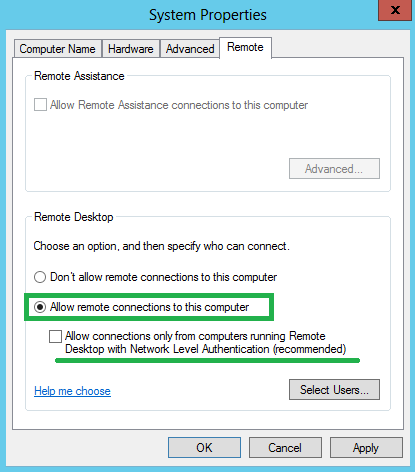 System Properties
x
Computer Name Hardware Advanced Remote
Remote Assistance
Allow Remote Assistance connections to this computer
Advanced...
Remote Desktop
Choose an option, and then specify who can connect.
Don't allow remote connections to this computer
Allow remote connections to this computer
Allow connections only from computers running Remote
Desktop with Network Level Authentication (recommended)
Help me choose Select Users...
OK Cancel Apply